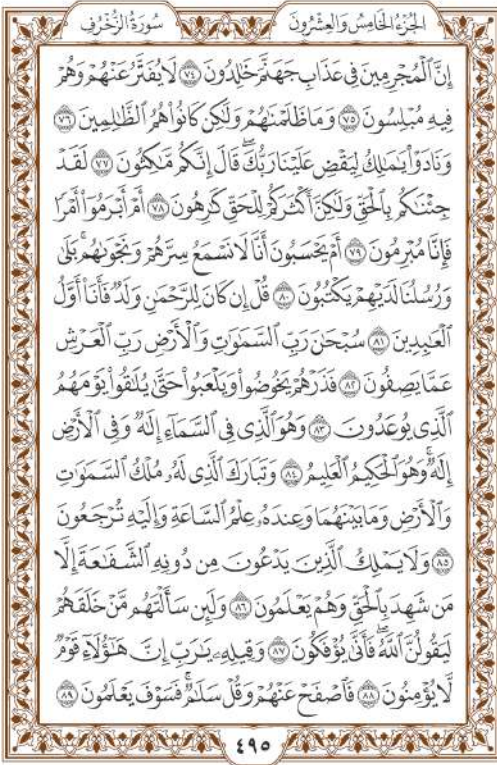 سُورَةُ الزُّخْرُفِ
الجُزْءُ الخَامِسُ وَالعِشْرُونَ
إِنَّ ٱلْمُجْرِمِينَ فِى عَذَابِ جَهَنَّمَ خَٰلِدُونَ ٧٤ لَا يُفَتَّرُ عَنْهُمْ وَهُمْ
فِيهِ مُبْلِسُونَ ٧٥ وَمَا ظَلَمْنَٰهُمْ وَلَٰكِن كَانُوا۟ هُمُ ٱلظَّٰلِمِينَ ٧٦
وَنَادَوْا۟ يَٰمَٰلِكُ لِيَقْضِ عَلَيْنَا رَبُّكَ ۖ قَالَ إِنَّكُم مَّٰكِثُونَ ٧٧ لَقَدْ
جِئْنَٰكُم بِٱلْحَقِّ وَلَٰكِنَّ أَكْثَرَكُمْ لِلْحَقِّ كَٰرِهُونَ ٧٨ أَمْ أَبْرَمُوٓا۟ أَمْرًا
فَإِنَّا مُبْرِمُونَ ٧٩ أَمْ يَحْسَبُونَ أَنَّا لَا نَسْمَعُ سِرَّهُمْ وَنَجْوَىٰهُم ۚ بَلَىٰ
وَرُسُلُنَا لَدَيْهِمْ يَكْتُبُونَ ٨٠ قُلْ إِن كَانَ لِلرَّحْمَٰنِ وَلَدٌ فَأَنَا۠ أَوَّلُ
ٱلْعَٰبِدِينَ ٨١ سُبْحَٰنَ رَبِّ ٱلسَّمَٰوَٰتِ وَٱلْأَرْضِ رَبِّ ٱلْعَرْشِ
عَمَّا يَصِفُونَ ٨٢ فَذَرْهُمْ يَخُوضُوا۟ وَيَلْعَبُوا۟ حَتَّىٰ يُلَٰقُوا۟ يَوْمَهُمُ
ٱلَّذِى يُوعَدُونَ ٨٣ وَهُوَ ٱلَّذِى فِى ٱلسَّمَآءِ إِلَٰهٌ وَفِى ٱلْأَرْضِ
إِلَٰهٌ ۚ وَهُوَ ٱلْحَكِيمُ ٱلْعَلِيمُ ٨٤ وَتَبَارَكَ ٱلَّذِى لَهُۥ مُلْكُ ٱلسَّمَٰوَٰتِ
وَٱلْأَرْضِ وَمَا بَيْنَهُمَا وَعِندَهُۥ عِلْمُ ٱلسَّاعَةِ وَإِلَيْهِ تُرْجَعُونَ
٨٥ وَلَا يَمْلِكُ ٱلَّذِينَ يَدْعُونَ مِن دُونِهِ ٱلشَّفَٰعَةَ إِلَّا
مَن شَهِدَ بِٱلْحَقِّ وَهُمْ يَعْلَمُونَ ٨٦ وَلَئِن سَأَلْتَهُم مَّنْ خَلَقَهُمْ
لَيَقُولُنَّ ٱللَّهُ ۖ فَأَنَّىٰ يُؤْفَكُونَ ٨٧ وَقِيلِهِۦ يَٰرَبِّ إِنَّ هَٰٓؤُلَآءِ قَوْمٌ
لَّا يُؤْمِنُونَ ٨٨ فَٱصْفَحْ عَنْهُمْ وَقُلْ سَلَٰمٌ ۚ فَسَوْفَ يَعْلَمُونَ ٨٩
٤٩٥